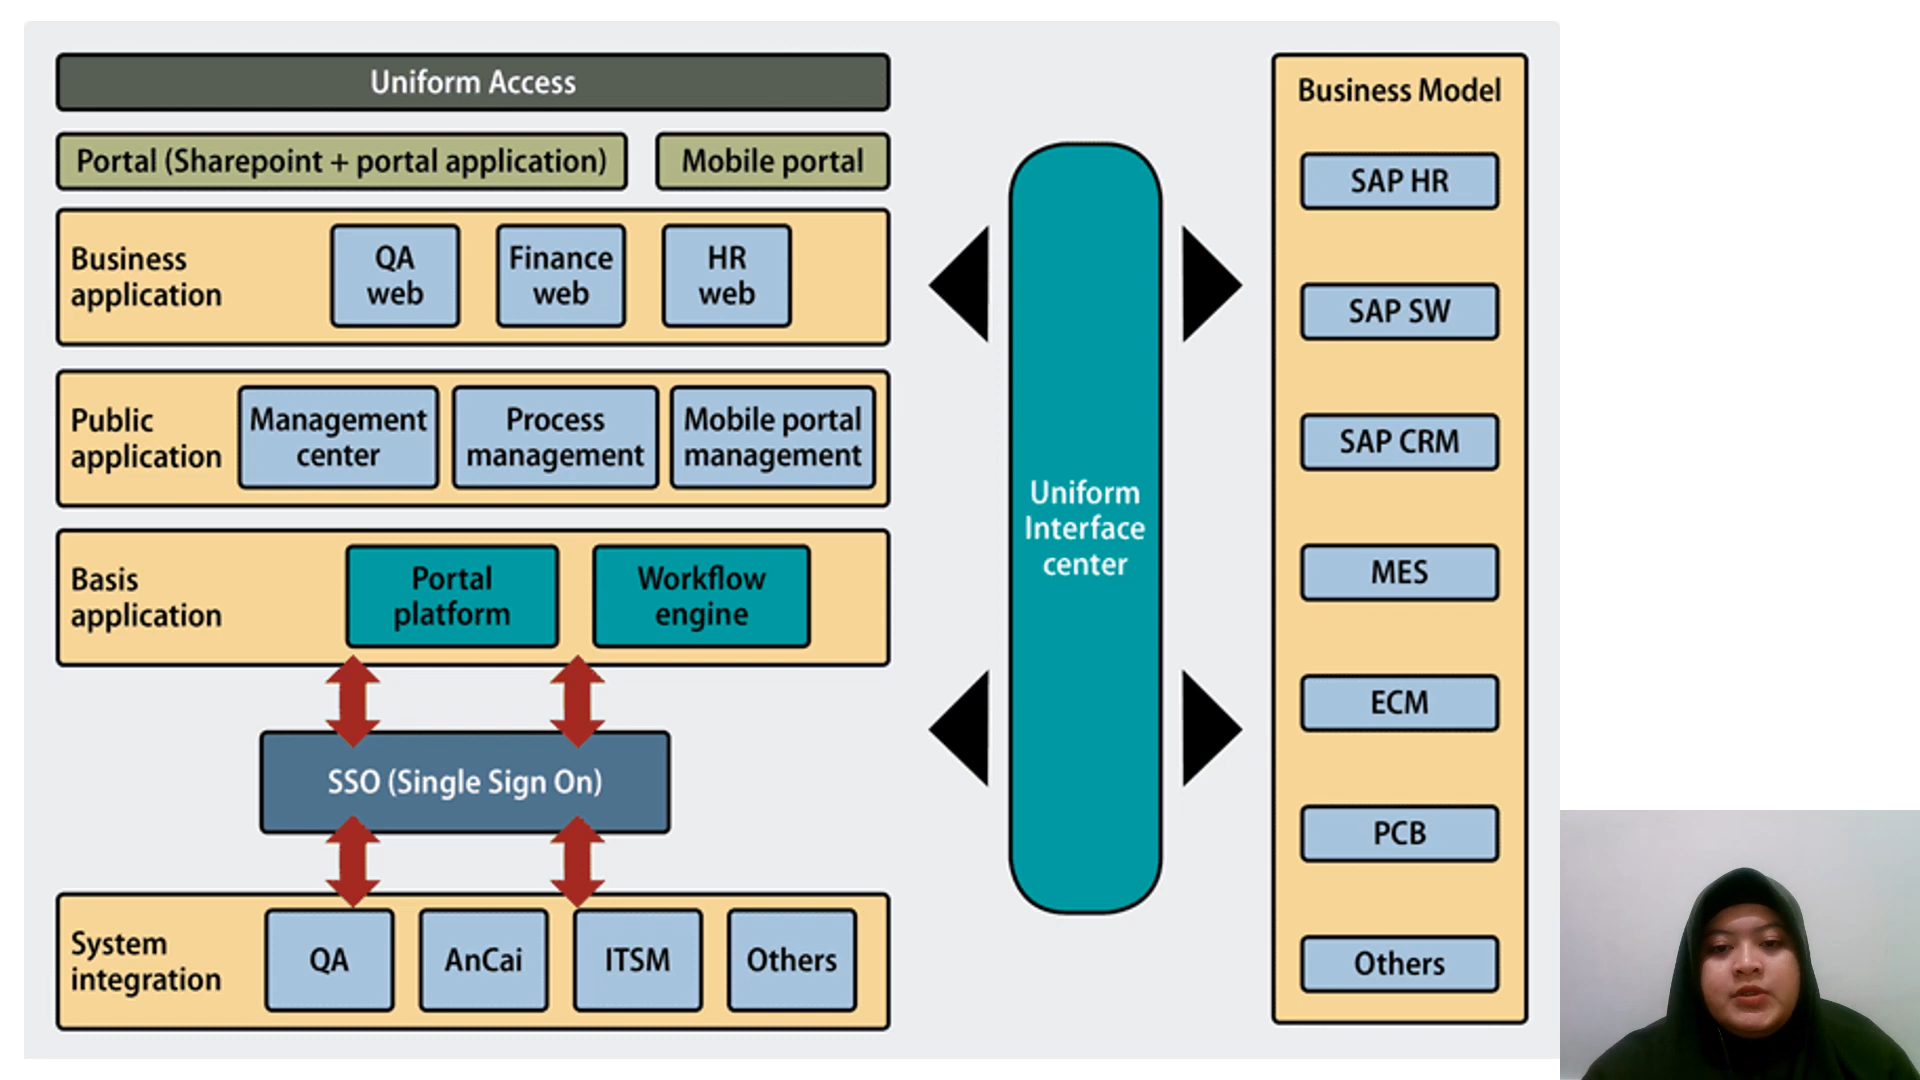 Uniform Access
Portal (Sharepoint + portal application)
Mobile portal
Business
application
QA
web
Finance
web
HR
web
Public
application
Management
center
Process
management
Mobile portal
management
Basis
application
Portal
platform
Workflow
engine
SSO (Single Sign On)
System
integration
QA
AnCai
ITSM
Others
Uniform
Interface
center
Business Model
SAP HR
SAP SW
SAP CRM
MES
ECM
PCB
Others